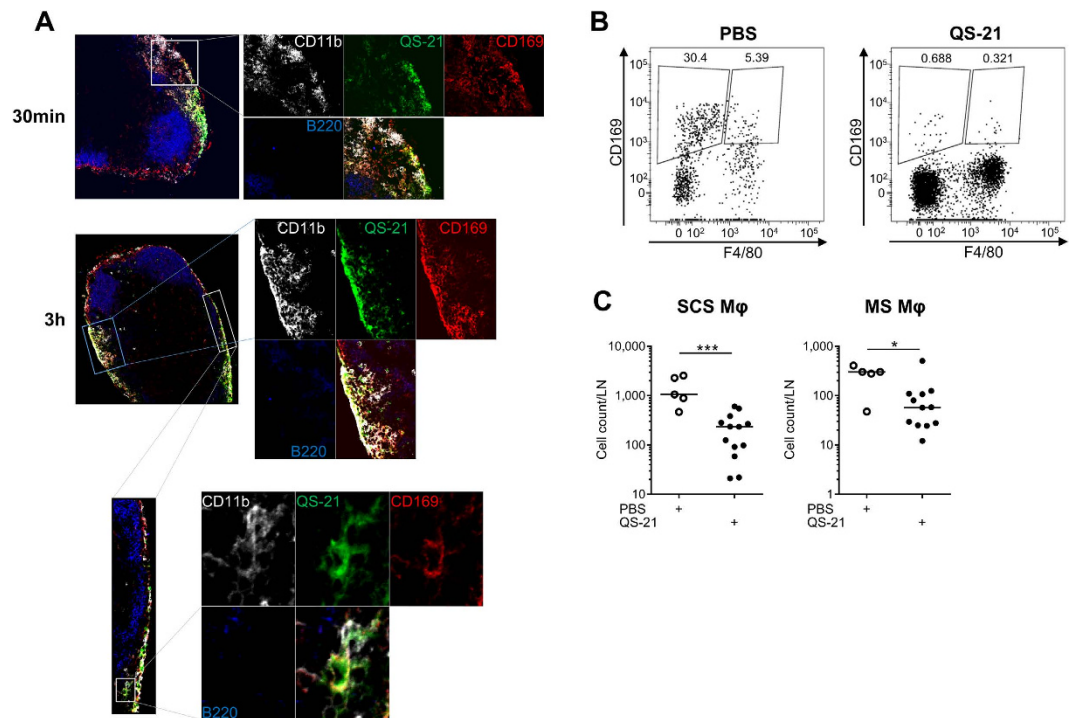 A
30min
CD11b QS-21 CD169
B220
3h
CD11b QS-21 CD169
B220
CD11b QS-21 CD169
B220
B
PBS QS-21
30.4 5.39
0.688 0.321
CD169
10⁵
10⁴
10³
10²
0
0 10² 10³ 10⁴ 10⁵
F4/80
CD169
10⁵
10⁴
10³
10²
0
0 10² 10³ 10⁴ 10⁵
F4/80
C
SCS Mφ
***
Cell count/LN
10,000
1,000
100
10
PBS +
QS-21 +
MS Mφ
*
Cell count/LN
1,000
100
10
1
PBS +
QS-21 +